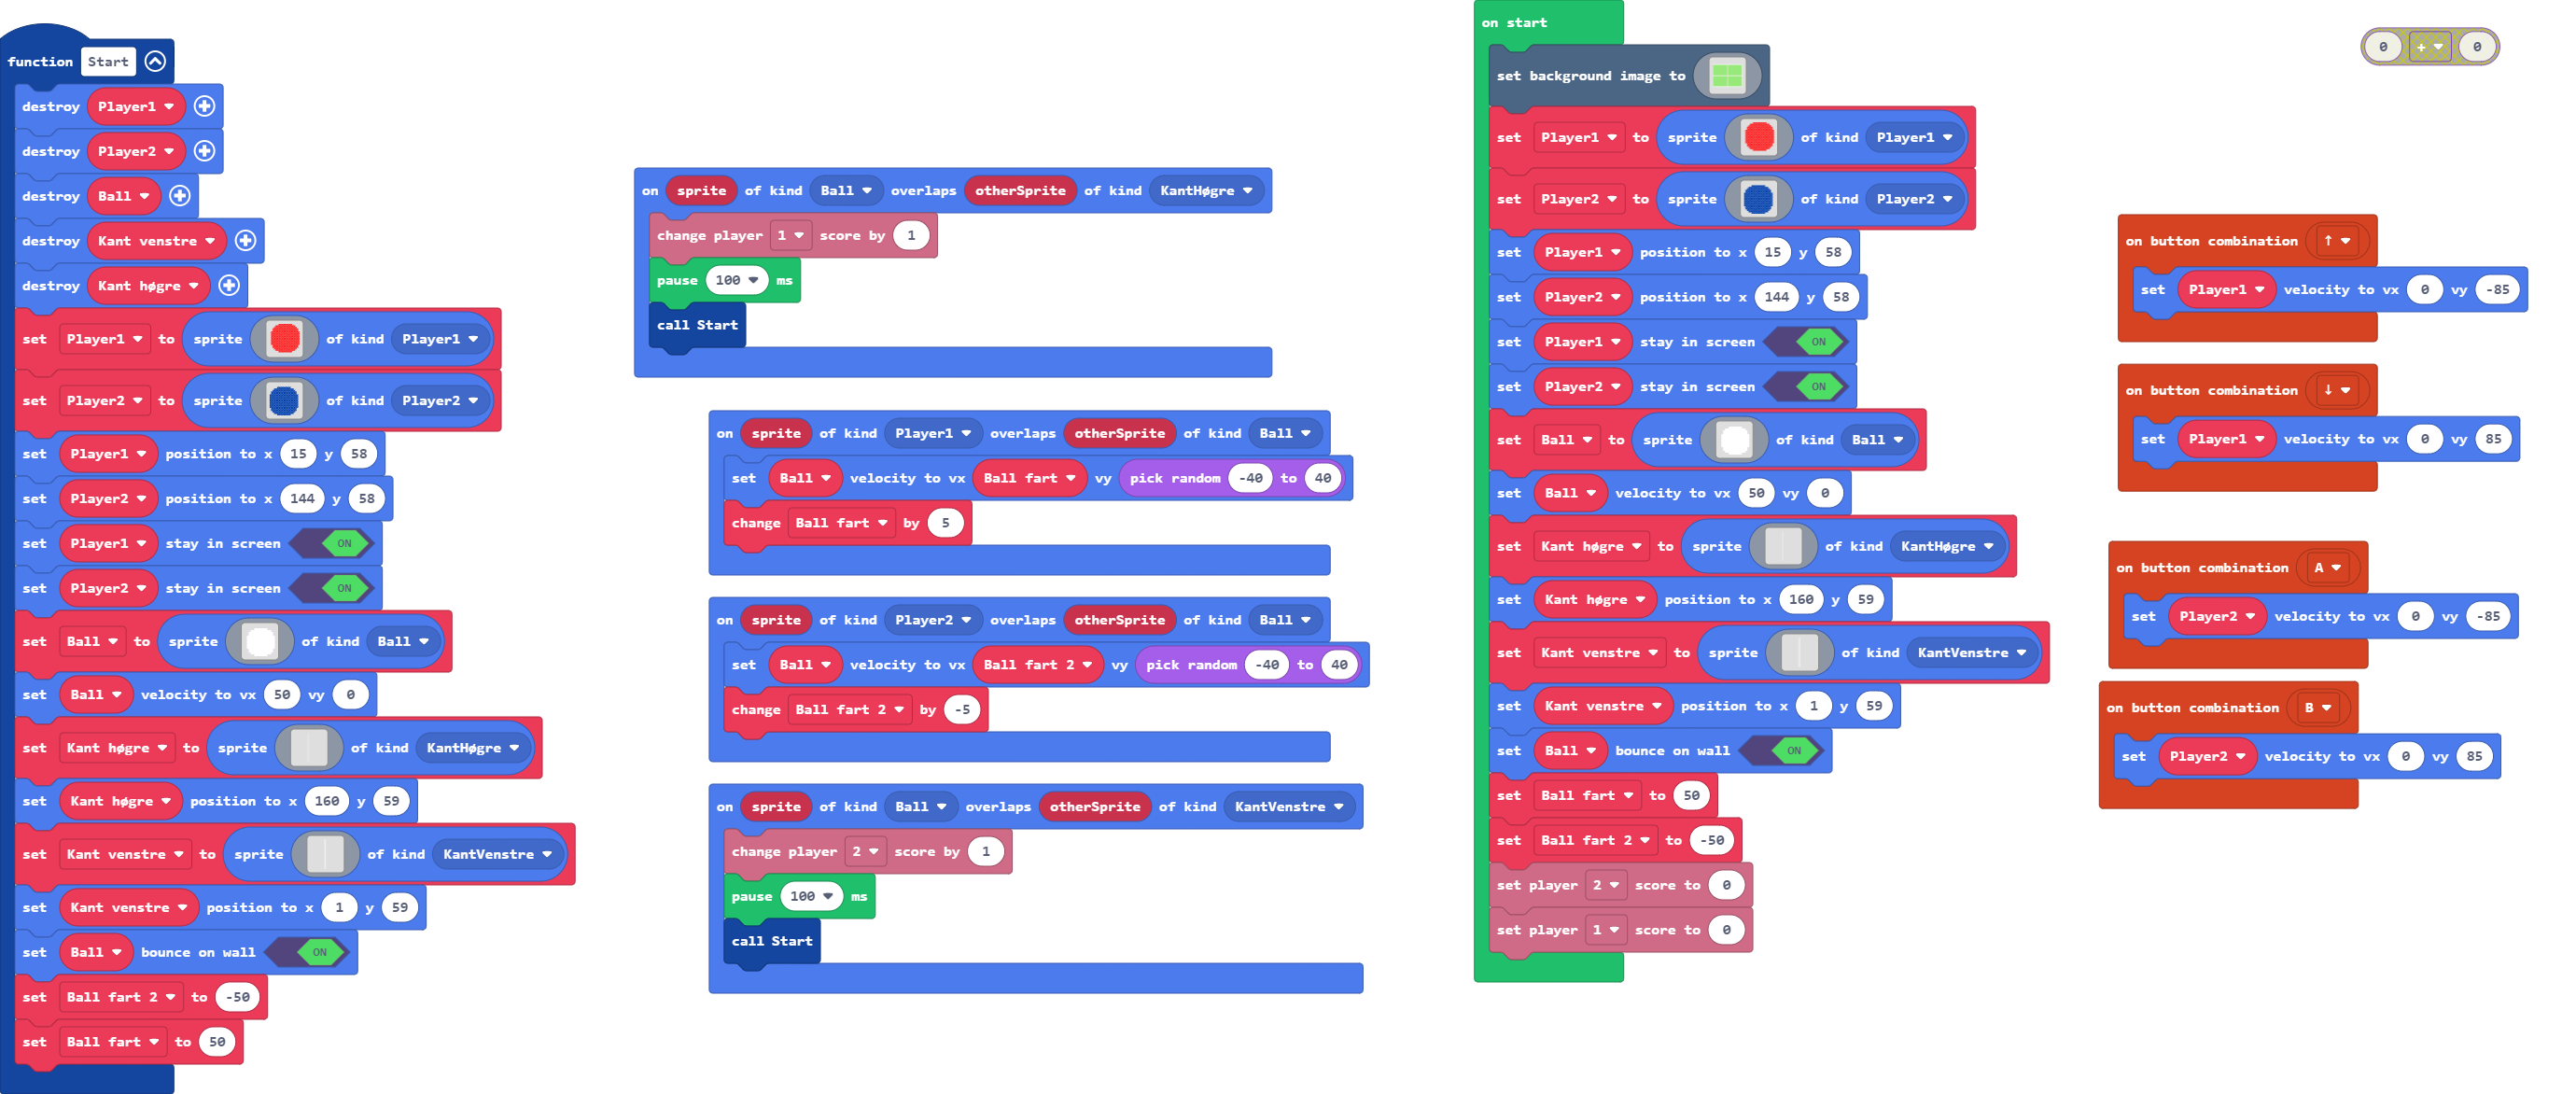 function Start
destroy Player1
destroy Player2
destroy Ball
destroy Kant venstre
destroy Kant høgre
set Player1 to sprite of kind Player1
set Player2 to sprite of kind Player2
set Player1 position to x 15 y 58
set Player2 position to x 144 y 58
set Player1 stay in screen ON
set Player2 stay in screen ON
set Ball to sprite of kind Ball
set Ball velocity to vx 50 vy 0
set Kant høgre to sprite of kind KantHøgre
set Kant høgre position to x 160 y 59
set Kant venstre to sprite of kind KantVenstre
set Kant venstre position to x 1 y 59
set Ball bounce on wall ON
set Ball fart 2 to -50
set Ball fart to 50
on sprite of kind Ball overlaps otherSprite of kind KantHøgre
change player 1 score by 1
pause 100 ms
call Start
on sprite of kind Player1 overlaps otherSprite of kind Ball
set Ball velocity to vx Ball fart vy pick random -40 to 40
change Ball fart by 5
on sprite of kind Player2 overlaps otherSprite of kind Ball
set Ball velocity to vx Ball fart 2 vy pick random -40 to 40
change Ball fart 2 by -5
on sprite of kind Ball overlaps otherSprite of kind KantVenstre
change player 2 score by 1
pause 100 ms
call Start
on start
set background image to
set Player1 to sprite of kind Player1
set Player2 to sprite of kind Player2
set Player1 position to x 15 y 58
set Player2 position to x 144 y 58
set Player1 stay in screen ON
set Player2 stay in screen ON
set Ball to sprite of kind Ball
set Ball velocity to vx 50 vy 0
set Kant høgre to sprite of kind KantHøgre
set Kant høgre position to x 160 y 59
set Kant venstre to sprite of kind KantVenstre
set Kant venstre position to x 1 y 59
set Ball bounce on wall ON
set Ball fart to 50
set Ball fart 2 to -50
set player 2 score to 0
set player 1 score to 0
0 + 0
on button combination ↑
set Player1 velocity to vx 0 vy -85
on button combination ↓
set Player1 velocity to vx 0 vy 85
on button combination A
set Player2 velocity to vx 0 vy -85
on button combination B
set Player2 velocity to vx 0 vy 85